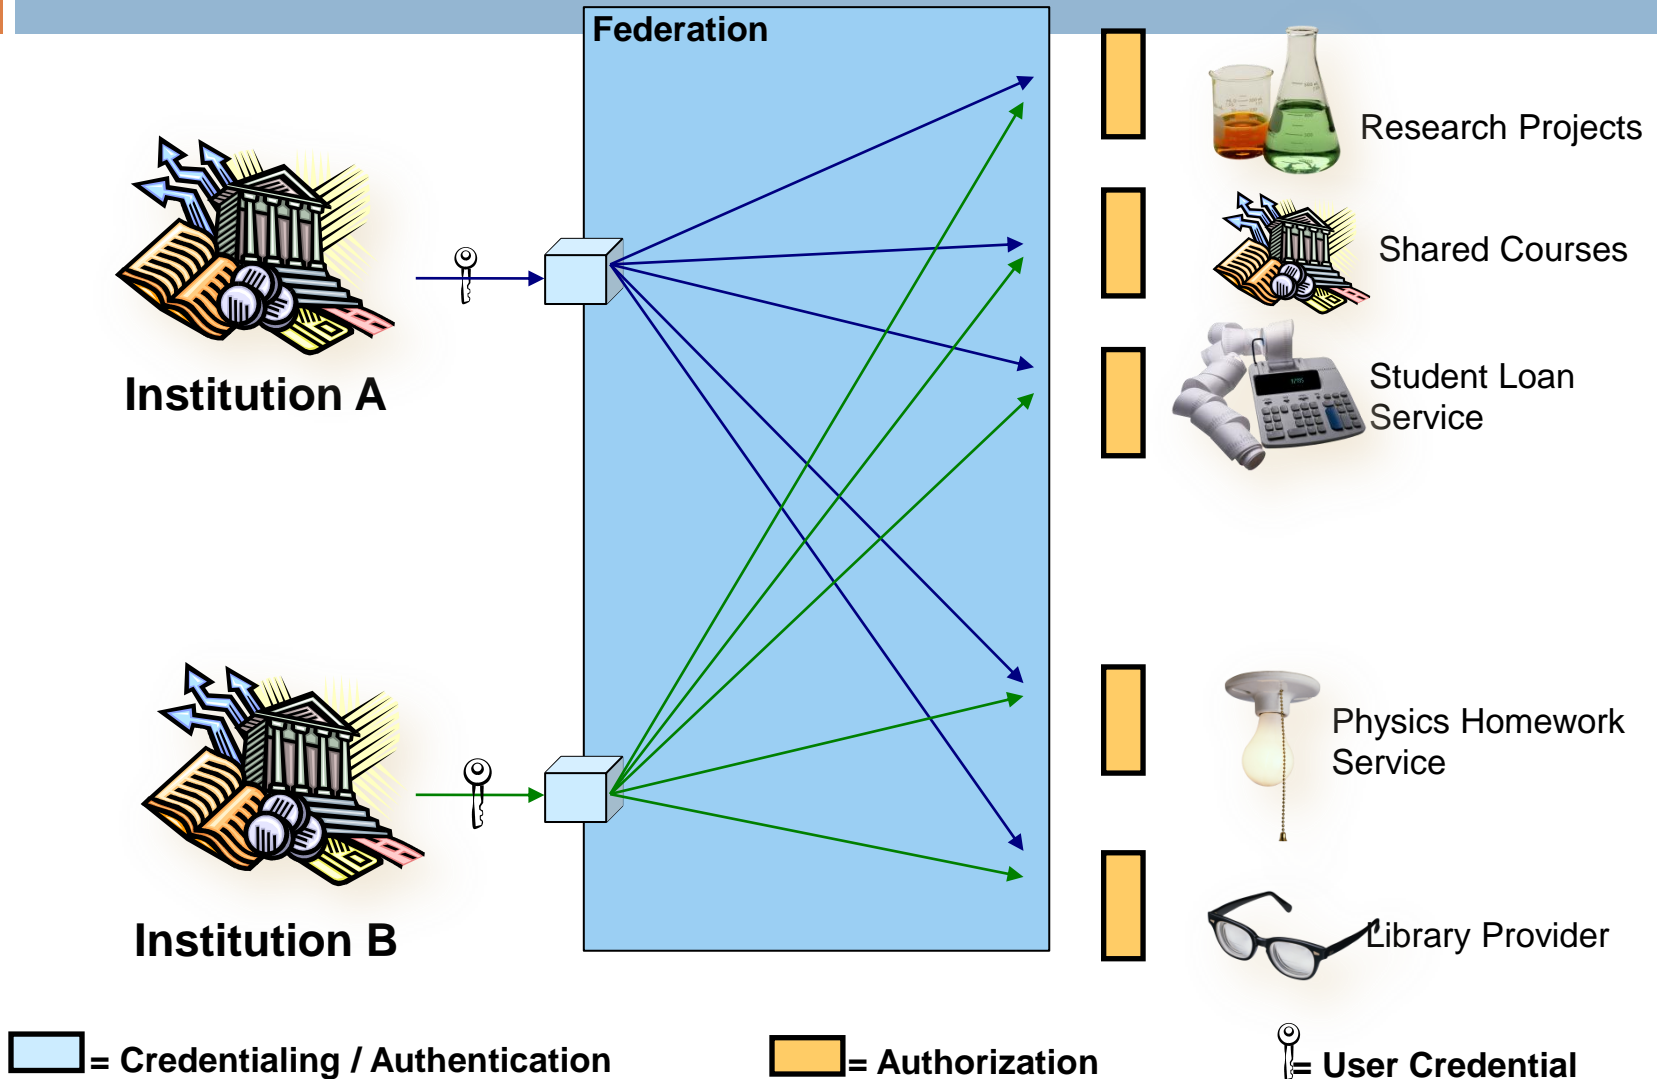 Federation
Research Projects
Shared Courses
Student Loan
Service
Institution A
Physics Homework
Service
Institution B
Library Provider
= Credentialing / Authentication
= Authorization
= User Credential